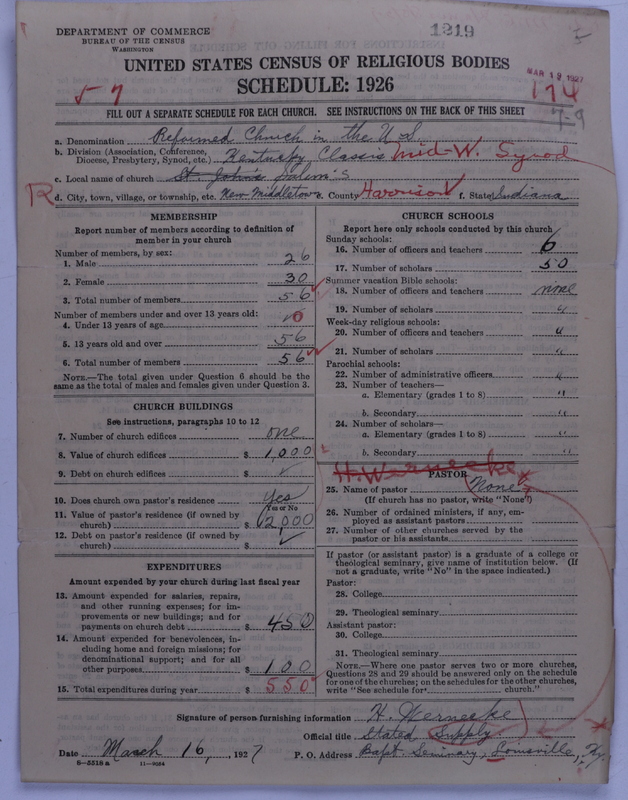 1219
DEPARTMENT OF COMMERCE
BUREAU OF THE CENSUS
WASHINGTON
UNITED STATES CENSUS OF RELIGIOUS BODIES
SCHEDULE: 1926
MAR 19 1927
174
7-9
FILL OUT A SEPARATE SCHEDULE FOR EACH CHURCH. SEE INSTRUCTIONS ON THE BACK OF THIS SHEET
a. Denomination Reformed Church in the U S.
b. Division (Association, Conference, Diocese, Presbytery, Synod, etc.) Kentucky Classis Mid-W. Synod
c. Local name of church St. John's Salem's
R d. City, town, village, or township, etc. New Middletown e. County Harrison f. State Indiana
MEMBERSHIP
Report number of members according to definition of member in your church
Number of members, by sex:
1. Male 26
2. Female 30
3. Total number of members 56
Number of members under and over 13 years old:
4. Under 13 years of age 0
5. 13 years old and over 56
6. Total number of members 56
NOTE.—The total given under Question 6 should be the same as the total of males and females given under Question 3.
CHURCH BUILDINGS
See instructions, paragraphs 10 to 12
7. Number of church edifices one
8. Value of church edifices $ 1,000
9. Debt on church edifices $
10. Does church own pastor's residence Yes
Yes or No
11. Value of pastor's residence (if owned by church) $ 2000
12. Debt on pastor's residence (if owned by church) $
EXPENDITURES
Amount expended by your church during last fiscal year
13. Amount expended for salaries, repairs, and other running expenses; for improvements or new buildings; and for payments on church debt $ 450
14. Amount expended for benevolences, including home and foreign missions; for denominational support; and for all other purposes $ 100
15. Total expenditures during year $ 550
CHURCH SCHOOLS
Report here only schools conducted by this church
Sunday schools:
16. Number of officers and teachers 6
17. Number of scholars 50
Summer vacation Bible schools:
18. Number of officers and teachers none
19. Number of scholars "
Week-day religious schools:
20. Number of officers and teachers "
21. Number of scholars "
Parochial schools:
22. Number of administrative officers "
23. Number of teachers—
a. Elementary (grades 1 to 8) "
b. Secondary "
24. Number of scholars—
a. Elementary (grades 1 to 8) "
b. Secondary "
H. Wernecke
PASTOR
25. Name of pastor None
(If church has no pastor, write "None")
26. Number of ordained ministers, if any, employed as assistant pastors
27. Number of other churches served by the pastor or his assistants
If pastor (or assistant pastor) is a graduate of a college or theological seminary, give name of institution below. (If not a graduate, write "No" in the space indicated.)
Pastor:
28. College
29. Theological seminary
Assistant pastor:
30. College
31. Theological seminary
NOTE.—Where one pastor serves two or more churches, Questions 28 and 29 should be answered only on the schedule for one of the churches; on the schedules for the other churches, write "See schedule for church."
Signature of person furnishing information H. Wernecke
Official title Stated Supply
Date March 16, 1927 P. O. Address Bapt. Seminary, Louisville, Ky.
8-5518a 11-9084